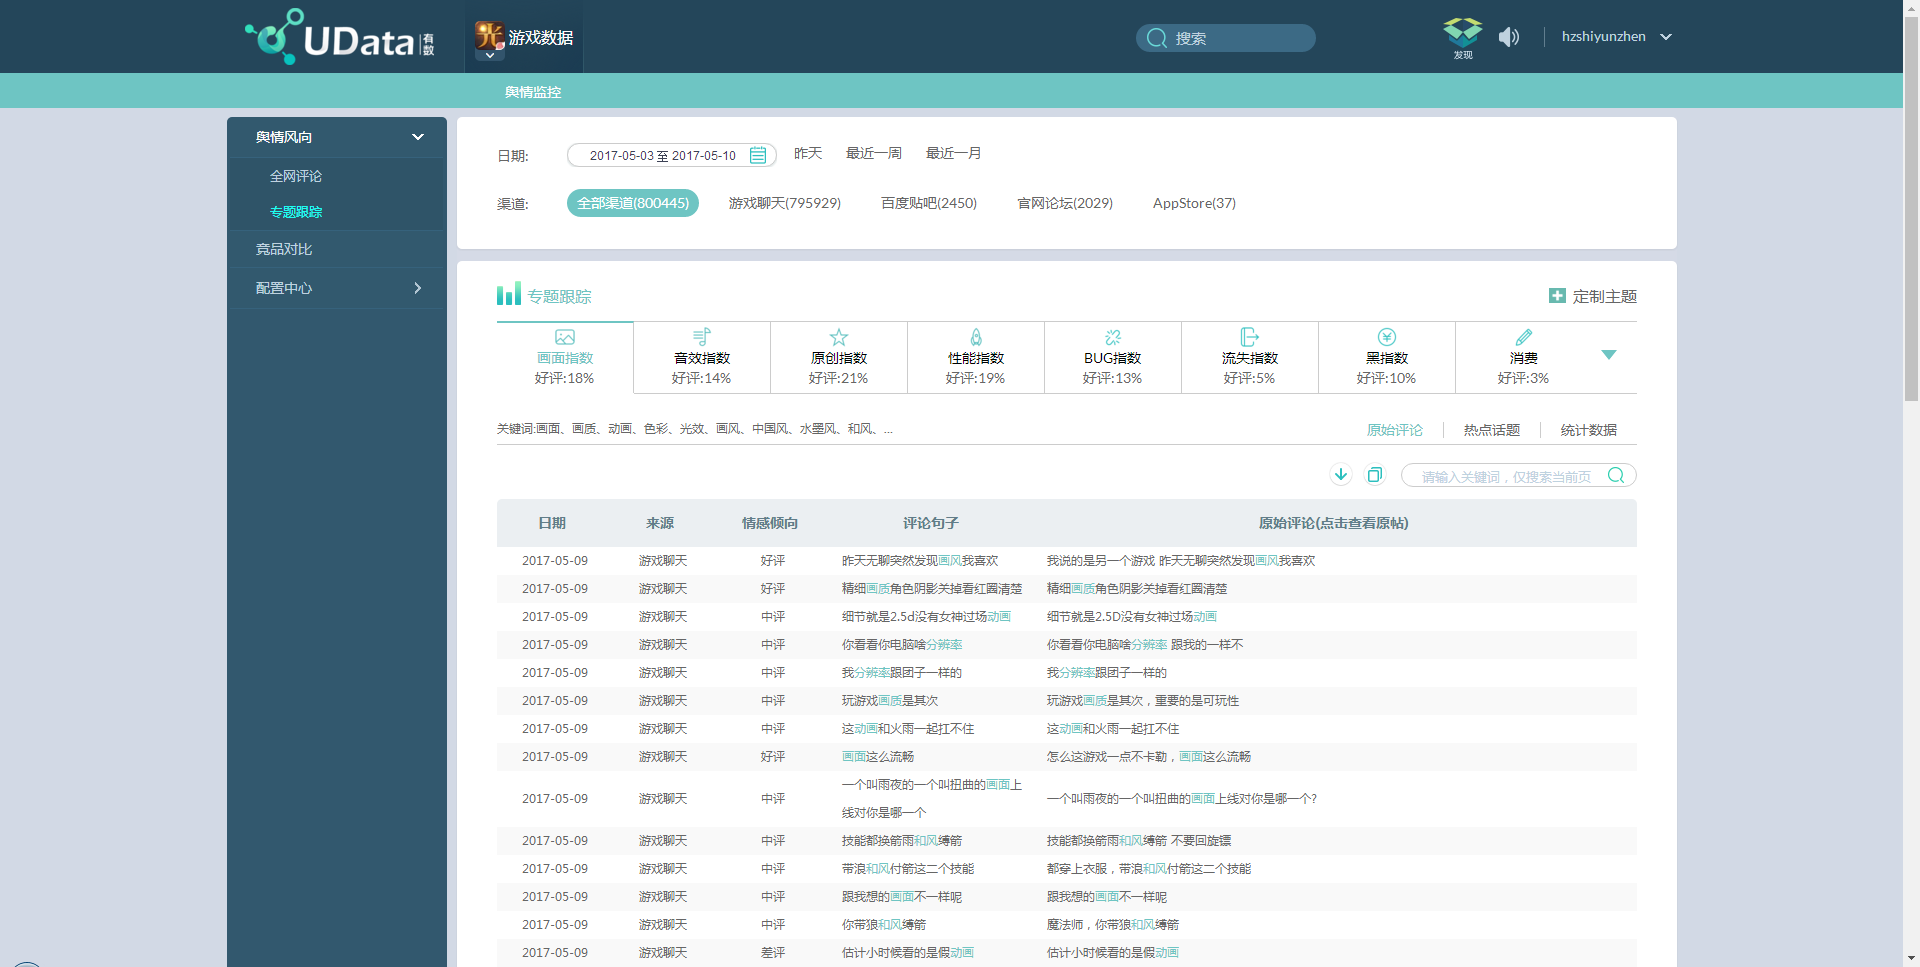 UData 有数
光 游戏数据
搜索
发现
hzshiyunzhen
舆情监控
舆情风向
全网评论
专题跟踪
竞品对比
配置中心
日期: 2017-05-03 至 2017-05-10 昨天 最近一周 最近一月
渠道: 全部渠道(800445) 游戏聊天(795929) 百度贴吧(2450) 官网论坛(2029) AppStore(37)
专题跟踪 定制主题
画面指数 音效指数 原创指数 性能指数 BUG指数 流失指数 黑指数 消费
好评:18% 好评:14% 好评:21% 好评:19% 好评:13% 好评:5% 好评:10% 好评:3%
关键词:画面、画质、动画、色彩、光效、画风、中国风、水墨风、和风、... 原始评论 热点话题 统计数据
请输入关键词，仅搜索当前页
日期 来源 情感倾向 评论句子 原始评论(点击查看原帖)
2017-05-09 游戏聊天 好评 昨天无聊突然发现画风我喜欢 我说的是另一个游戏 昨天无聊突然发现画风我喜欢
2017-05-09 游戏聊天 好评 精细画质角色阴影关掉看红圈清楚 精细画质角色阴影关掉看红圈清楚
2017-05-09 游戏聊天 中评 细节就是2.5d没有女神过场动画 细节就是2.5D没有女神过场动画
2017-05-09 游戏聊天 中评 你看看你电脑啥分辨率 你看看你电脑啥分辨率 跟我的一样不
2017-05-09 游戏聊天 中评 我分辨率跟团子一样的 我分辨率跟团子一样的
2017-05-09 游戏聊天 中评 玩游戏画质是其次 玩游戏画质是其次，重要的是可玩性
2017-05-09 游戏聊天 中评 这动画和火雨一起扛不住 这动画和火雨一起扛不住
2017-05-09 游戏聊天 好评 画面这么流畅 怎么这游戏一点不卡勒，画面这么流畅
2017-05-09 游戏聊天 中评 一个叫雨夜的一个叫扭曲的画面上
线对你是哪一个 一个叫雨夜的一个叫扭曲的画面上线对你是哪一个?
2017-05-09 游戏聊天 中评 技能都换箭雨和风缚箭 技能都换箭雨和风缚箭 不要回旋镖
2017-05-09 游戏聊天 中评 带浪和风付箭这二个技能 都穿上衣服，带浪和风付箭这二个技能
2017-05-09 游戏聊天 中评 跟我想的画面不一样呢 跟我想的画面不一样呢
2017-05-09 游戏聊天 中评 你带狼和风缚箭 魔法师，你带狼和风缚箭
2017-05-09 游戏聊天 差评 估计小时候看的是假动画 估计小时候看的是假动画